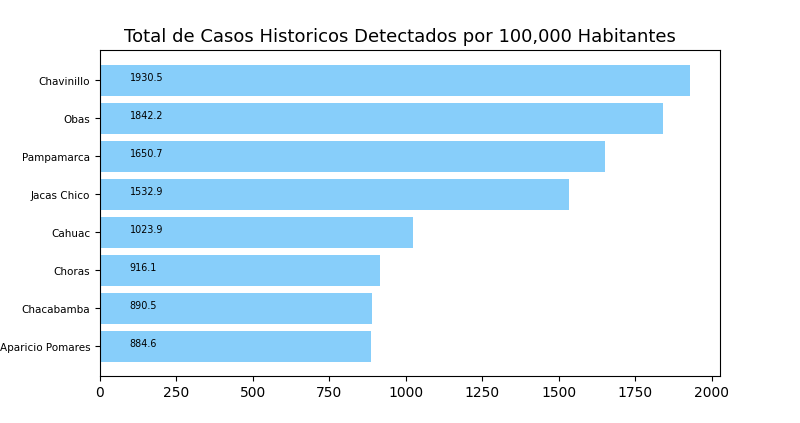 Total de Casos Historicos Detectados por 100,000 Habitantes
Chavinillo 1930.5
Obas 1842.2
Pampamarca 1650.7
Jacas Chico 1532.9
Cahuac 1023.9
Choras 916.1
Chacabamba 890.5
Aparicio Pomares 884.6
0 250 500 750 1000 1250 1500 1750 2000